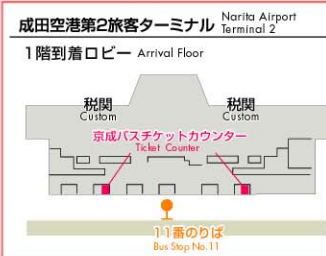 成田空港第2旅客ターミナル Narita Airport Terminal 2
1階到着ロビー Arrival Floor
税関 税関
Custom Custom
京成バスチケットカウンター
Ticket Counter
11番のりば
Bus Stop No.11